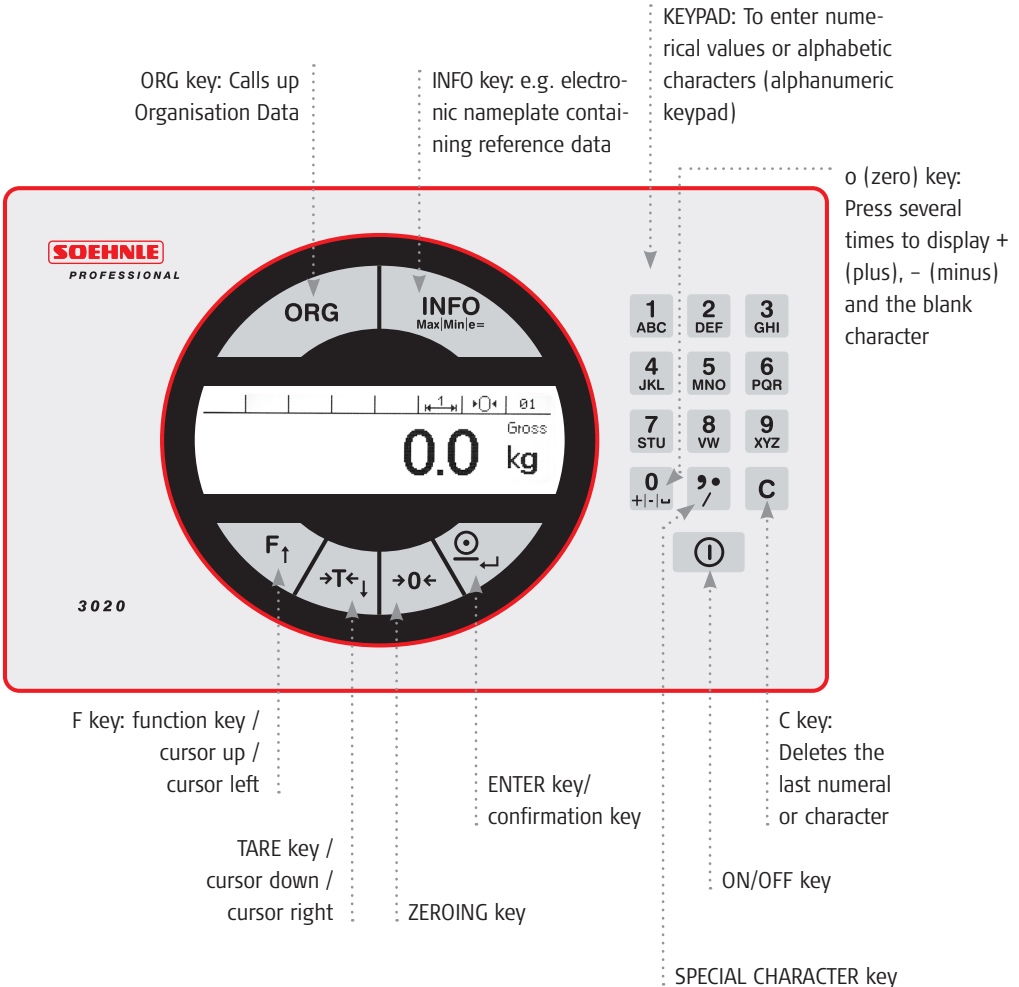 KEYPAD: To enter nume-
rical values or alphabetic
characters (alphanumeric
keypad)
ORG key: Calls up
Organisation Data
INFO key: e.g. electro-
nic nameplate contai-
ning reference data
0 (zero) key:
Press several
times to display +
(plus), – (minus)
and the blank
character
SOEHNLE
PROFESSIONAL
ORG
INFO
Max|Min|e=
1
ABC
2
DEF
3
GHI
4
JKL
5
MNO
6
PQR
7
STU
8
VW
9
XYZ
0
+|-|⎵
,•
/
C
1
→0←
01
Gross
0.0 kg
F↑
→T←↓
→0←
3020
F key: function key /
cursor up /
cursor left
TARE key /
cursor down /
cursor right
ZEROING key
ENTER key/
confirmation key
C key:
Deletes the
last numeral
or character
ON/OFF key
SPECIAL CHARACTER key